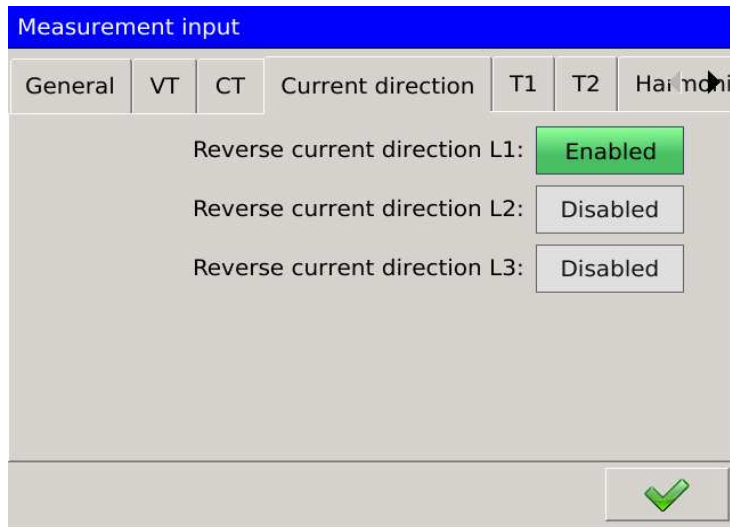 Measurement input
General VT CT Current direction T1 T2
Reverse current direction L1: Enabled
Reverse current direction L2: Disabled
Reverse current direction L3: Disabled